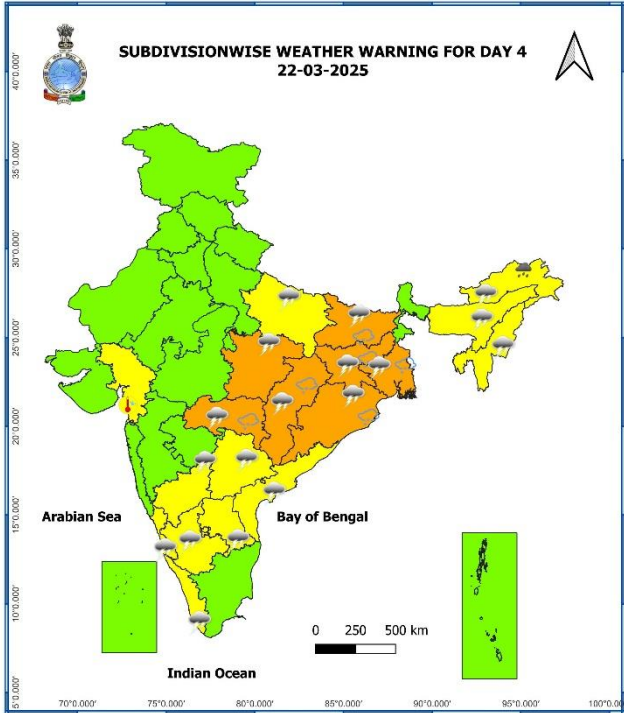 SUBDIVISIONWISE WEATHER WARNING FOR DAY 4
22-03-2025
40°0.000'
35°0.000'
30°0.000'
25°0.000'
20°0.000'
15°0.000'
10°0.000'
5°0.000'
Arabian Sea
Bay of Bengal
0 250 500 km
Indian Ocean
70°0.000' 75°0.000' 80°0.000' 85°0.000' 90°0.000' 95°0.000'